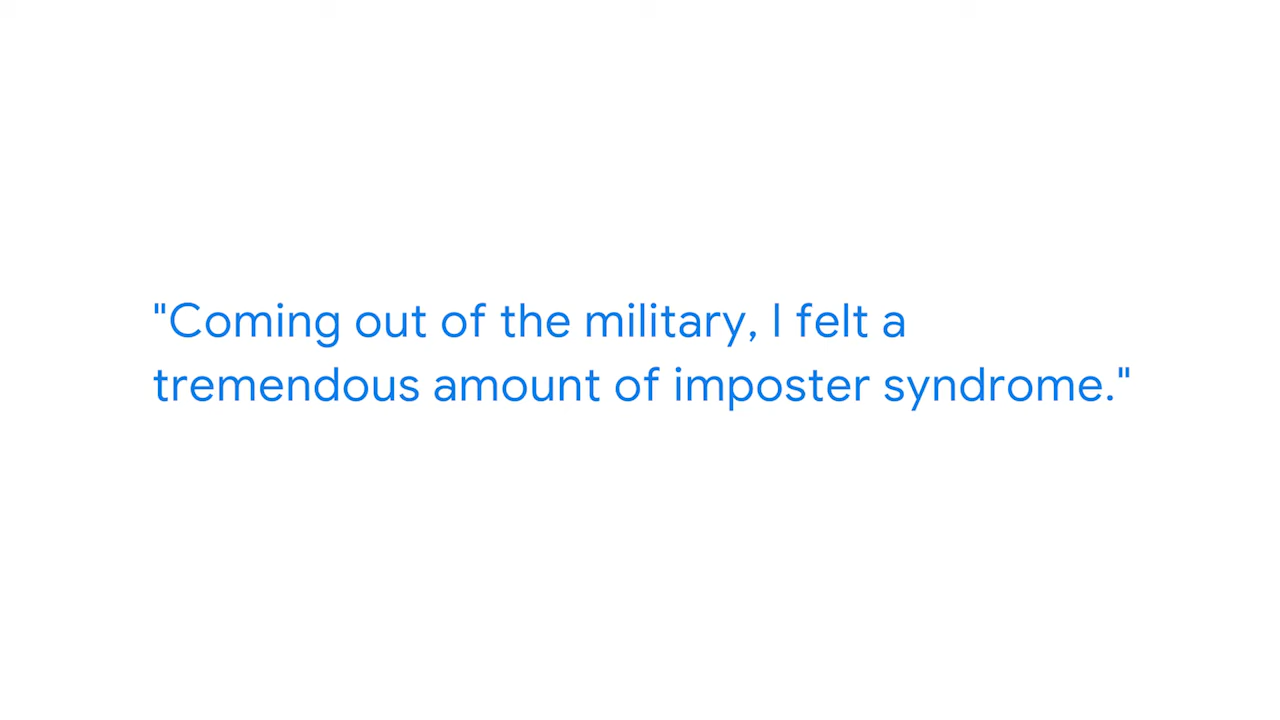 "Coming out of the military, I felt a
tremendous amount of imposter syndrome."